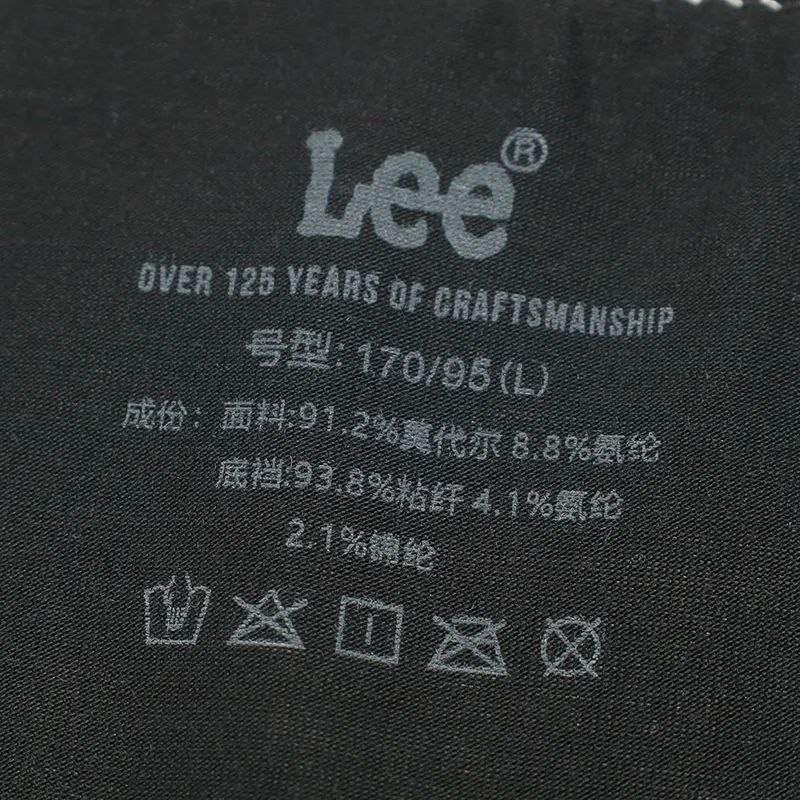 Lee®
OVER 125 YEARS OF CRAFTSMANSHIP
号型: 170/95(L)
成份: 面料:91.2%莫代尔 8.8%氨纶
底裆:93.8%粘纤 4.1%氨纶
2.1%锦纶